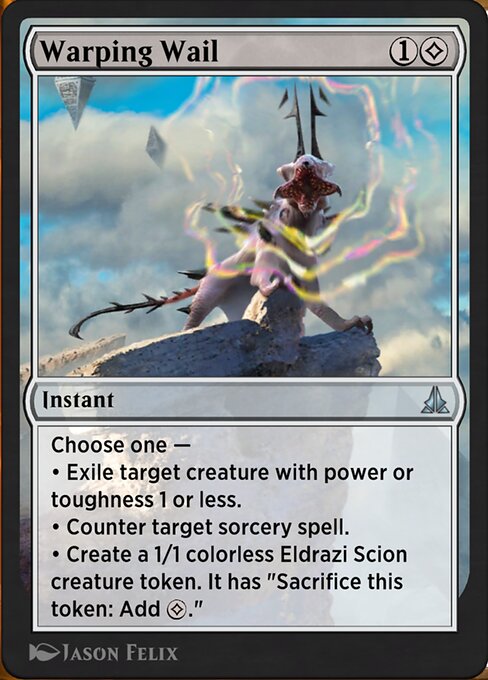 Warping Wail 1
Instant
Choose one —
• Exile target creature with power or
toughness 1 or less.
• Counter target sorcery spell.
• Create a 1/1 colorless Eldrazi Scion
creature token. It has "Sacrifice this
token: Add ."
Jason Felix